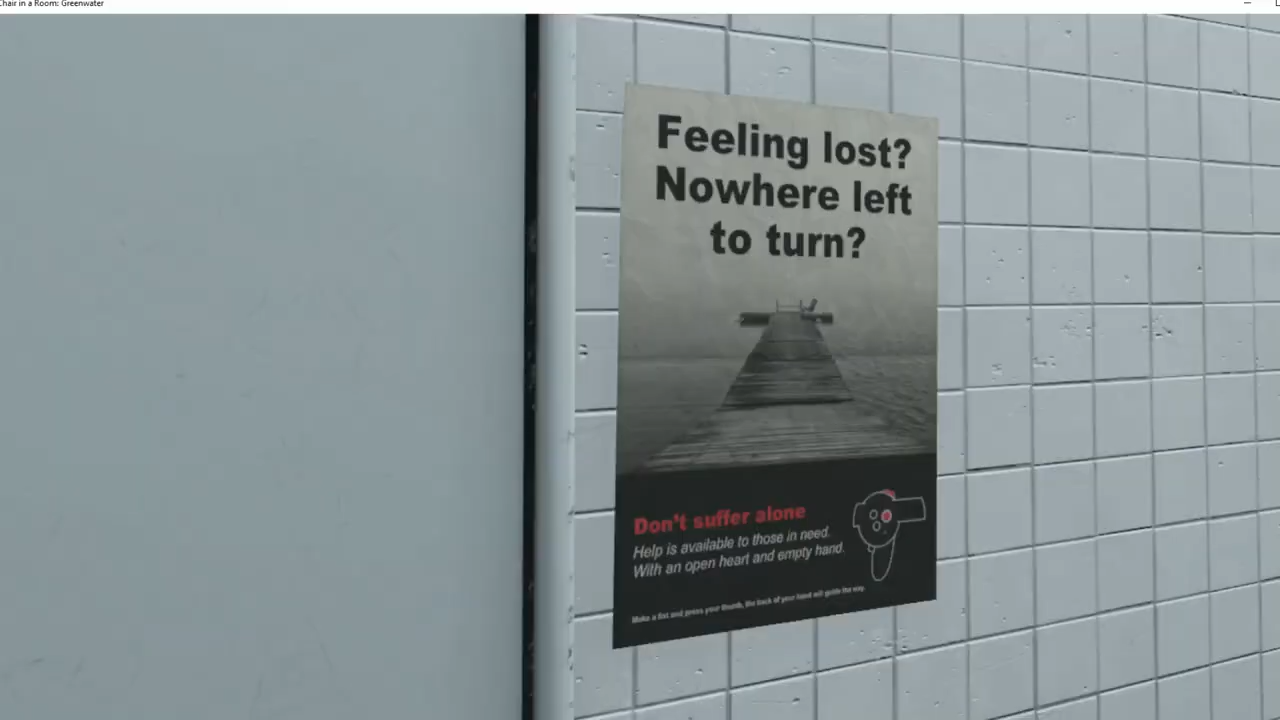 Chair in a Room: Greenwater
Feeling lost?
Nowhere left
to turn?
Don't suffer alone
Help is available to those in need.
With an open heart and empty hand.
Make a fist and press your thumb, the back of your hand will guide the way.